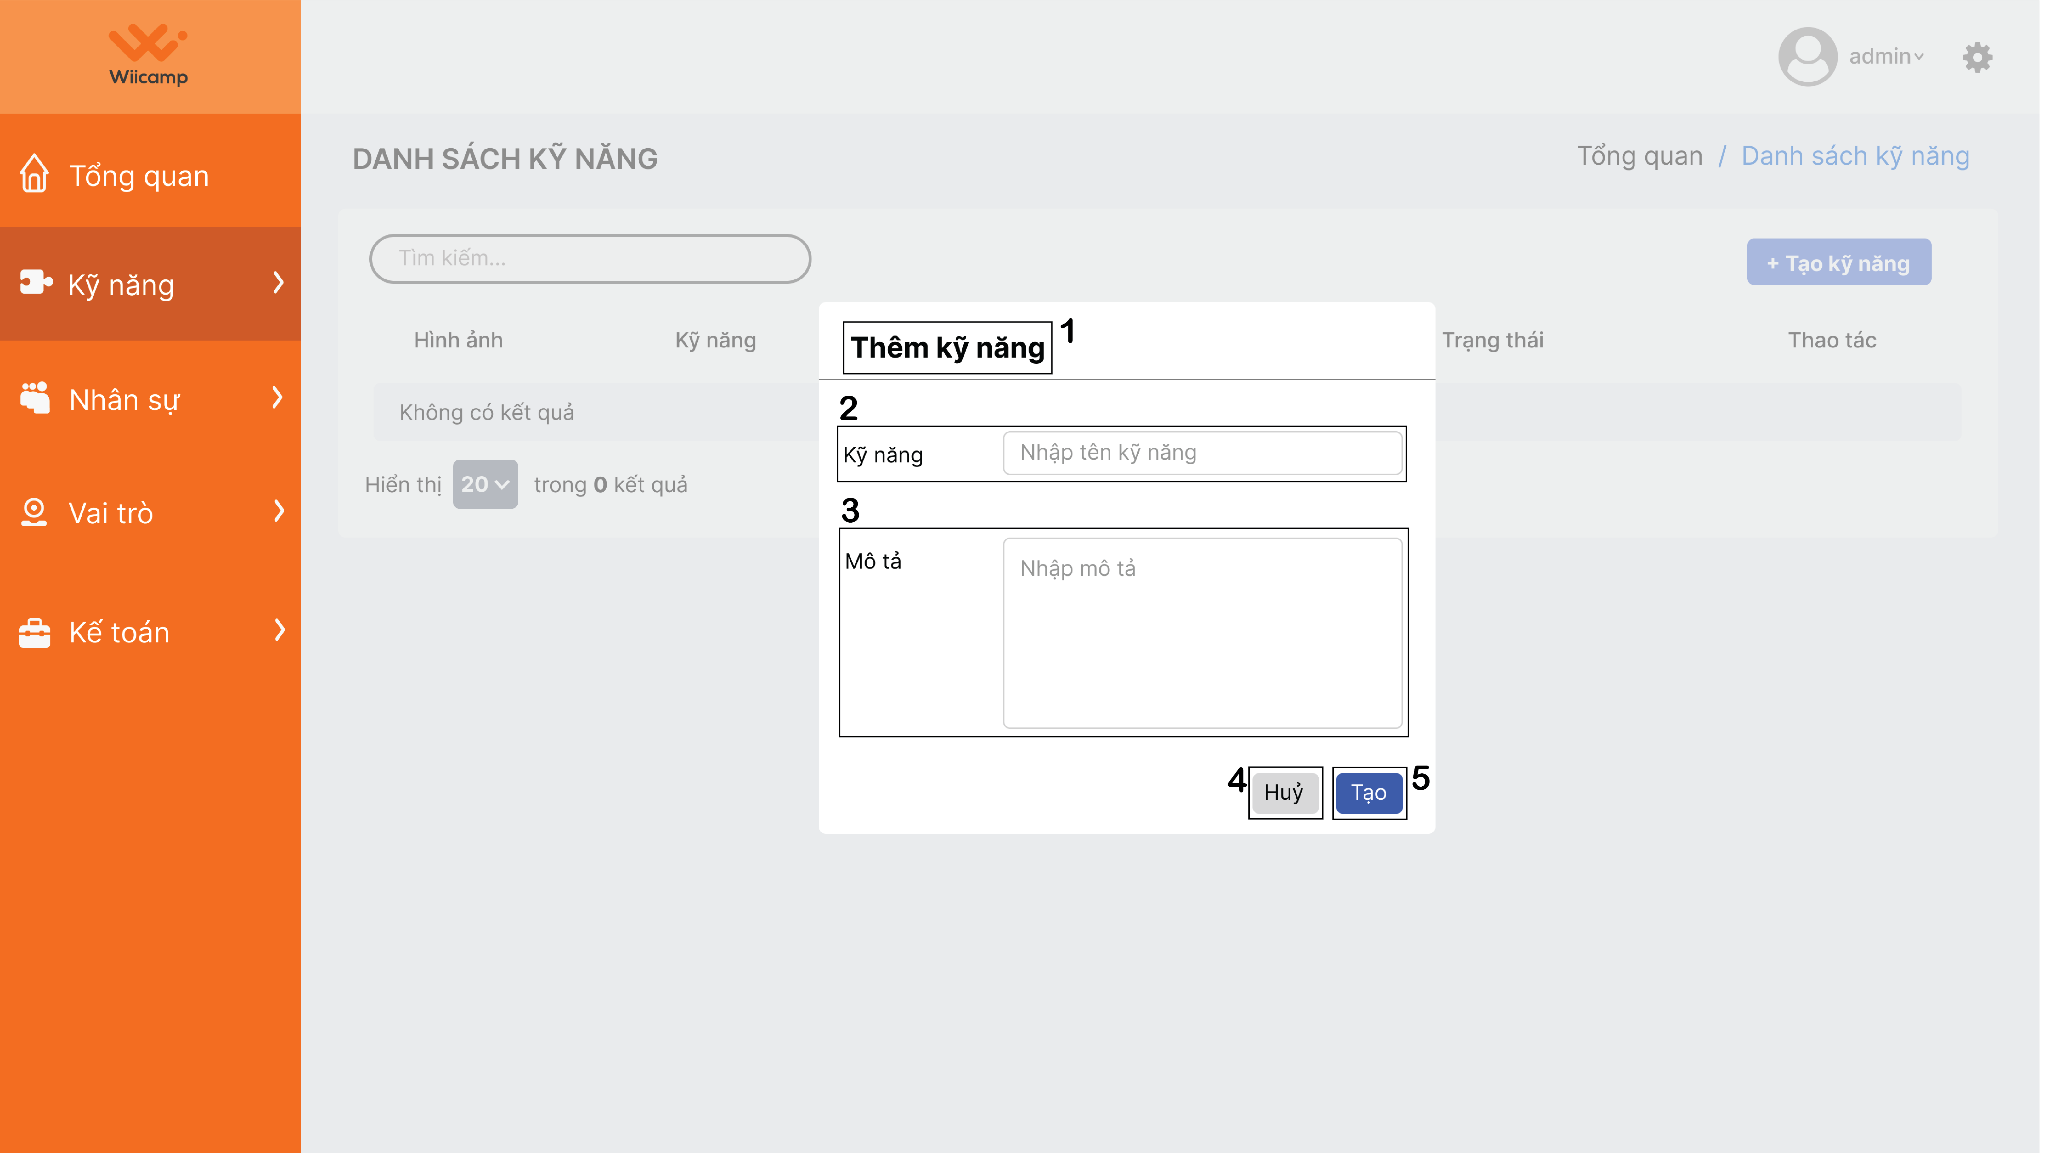 Wiicamp
admin
Tổng quan
Kỹ năng
Nhân sự
Vai trò
Kế toán
DANH SÁCH KỸ NĂNG
Tổng quan / Danh sách kỹ năng
Tìm kiếm...
+ Tạo kỹ năng
Hình ảnh Kỹ năng Trạng thái Thao tác
Không có kết quả
Hiển thị 20 trong 0 kết quả
Thêm kỹ năng 1
2
Kỹ năng Nhập tên kỹ năng
3
Mô tả Nhập mô tả
4 Huỷ Tạo 5